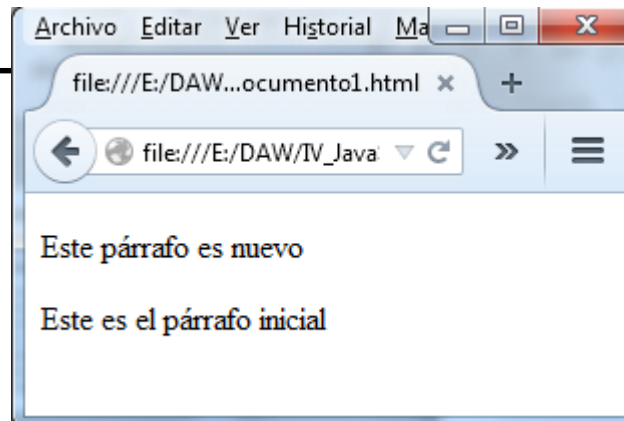 Archivo Editar Ver Historial Ma
file:///E:/DAW...ocumento1.html
file:///E:/DAW/IV_Java
Este párrafo es nuevo
Este es el párrafo inicial